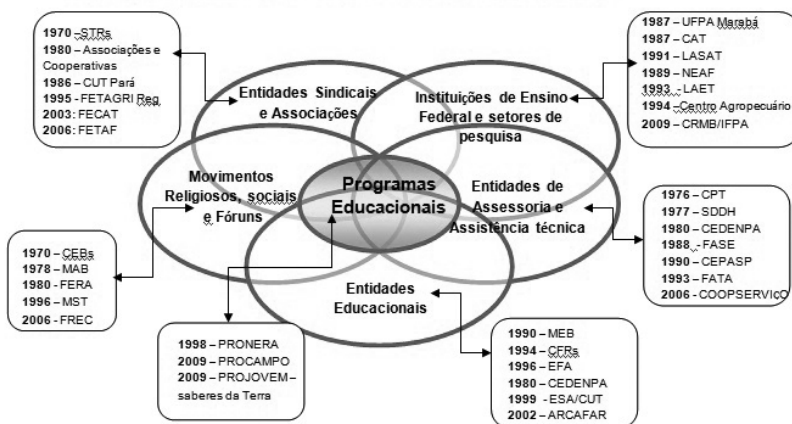 1970 –STRs
1980 –Associações e
Cooperativas
1986 – CUT Pará
1995 -FETAGRI Reg
2003: FECAT
2006: FETAF
Entidades Sindicais
e Associações
Instituições de Ensino
Federal e setores de
pesquisa
1987 – UFPA Marabá
1987 – CAT
1991 – LASAT
1989 – NEAF
1993 - LAET
1994 –Centro Agropecuário
2009 – CRMB/IFPA
Movimentos
Religiosos, sociais
e Fóruns
Programas
Educacionais
Entidades de
Assessoria e
Assistência técnica
1976 – CPT
1977 – SDDH
1980 – CEDENPA
1988 - FASE
1990 – CEPASP
1993 – FATA
2006 -COOPSERVIÇO
1970 – CEBs
1978 – MAB
1980 – FERA
1996 – MST
2006 - FREC
Entidades
Educacionais
1998 – PRONERA
2009 – PROCAMPO
2009 – PROJOVEM –
saberes da Terra
1990 – MEB
1994 – CFRs
1996 – EFA
1980 – CEDENPA
1999 - ESA/CUT
2002 – ARCAFAR